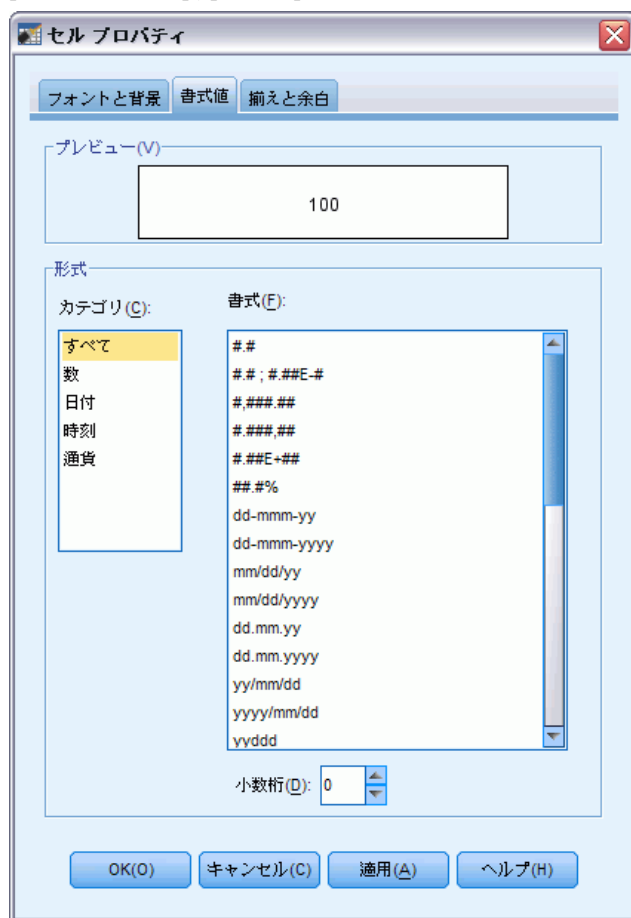 セル プロパティ
フォントと背景 書式値 揃えと余白
プレビュー(V)
100
形式
カテゴリ(C): 書式(F):
すべて
数
日付
時刻
通貨
#.#
#.# ; #.##E-#
#,###.##
#.###,##
#.##E+##
##.#%
dd-mmm-yy
dd-mmm-yyyy
mm/dd/yy
mm/dd/yyyy
dd.mm.yy
dd.mm.yyyy
yy/mm/dd
yyyy/mm/dd
yyddd
小数桁(D): 0
OK(O) キャンセル(C) 適用(A) ヘルプ(H)